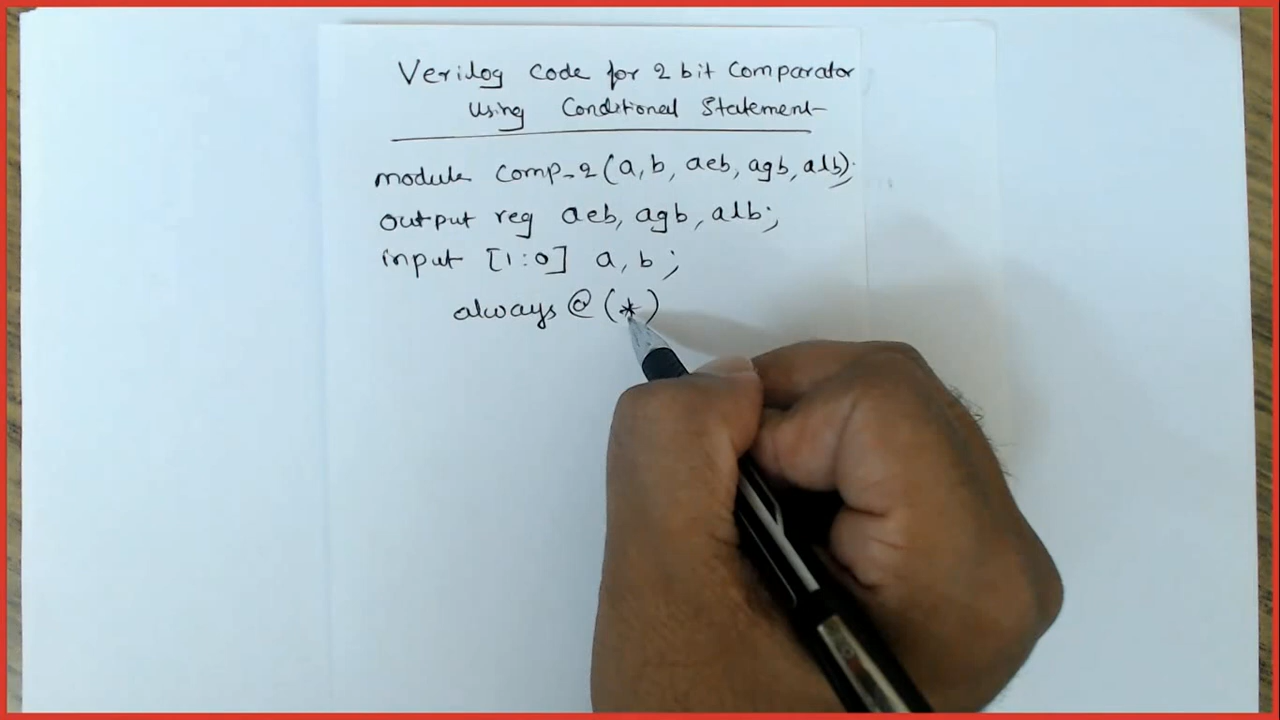 Verilog Code for 2 bit Comparator
Using Conditional Statement
module Comp_2(a, b, aeb, agb, alb);
output reg aeb, agb, alb;
input [1:0] a, b;
always @ (*)